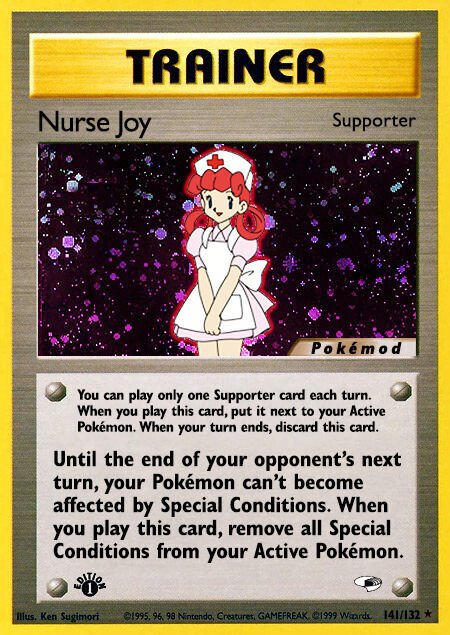 TRAINER
Nurse Joy
Supporter
Pokémod
You can play only one Supporter card each turn.
When you play this card, put it next to your Active
Pokémon. When your turn ends, discard this card.
Until the end of your opponent's next
turn, your Pokémon can't become
affected by Special Conditions. When
you play this card, remove all Special
Conditions from your Active Pokémon.
EDITION
1
Illus. Ken Sugimori
©1995, 96, 98 Nintendo, Creatures, GAMEFREAK. ©1999 Wizards.
141/132 ★